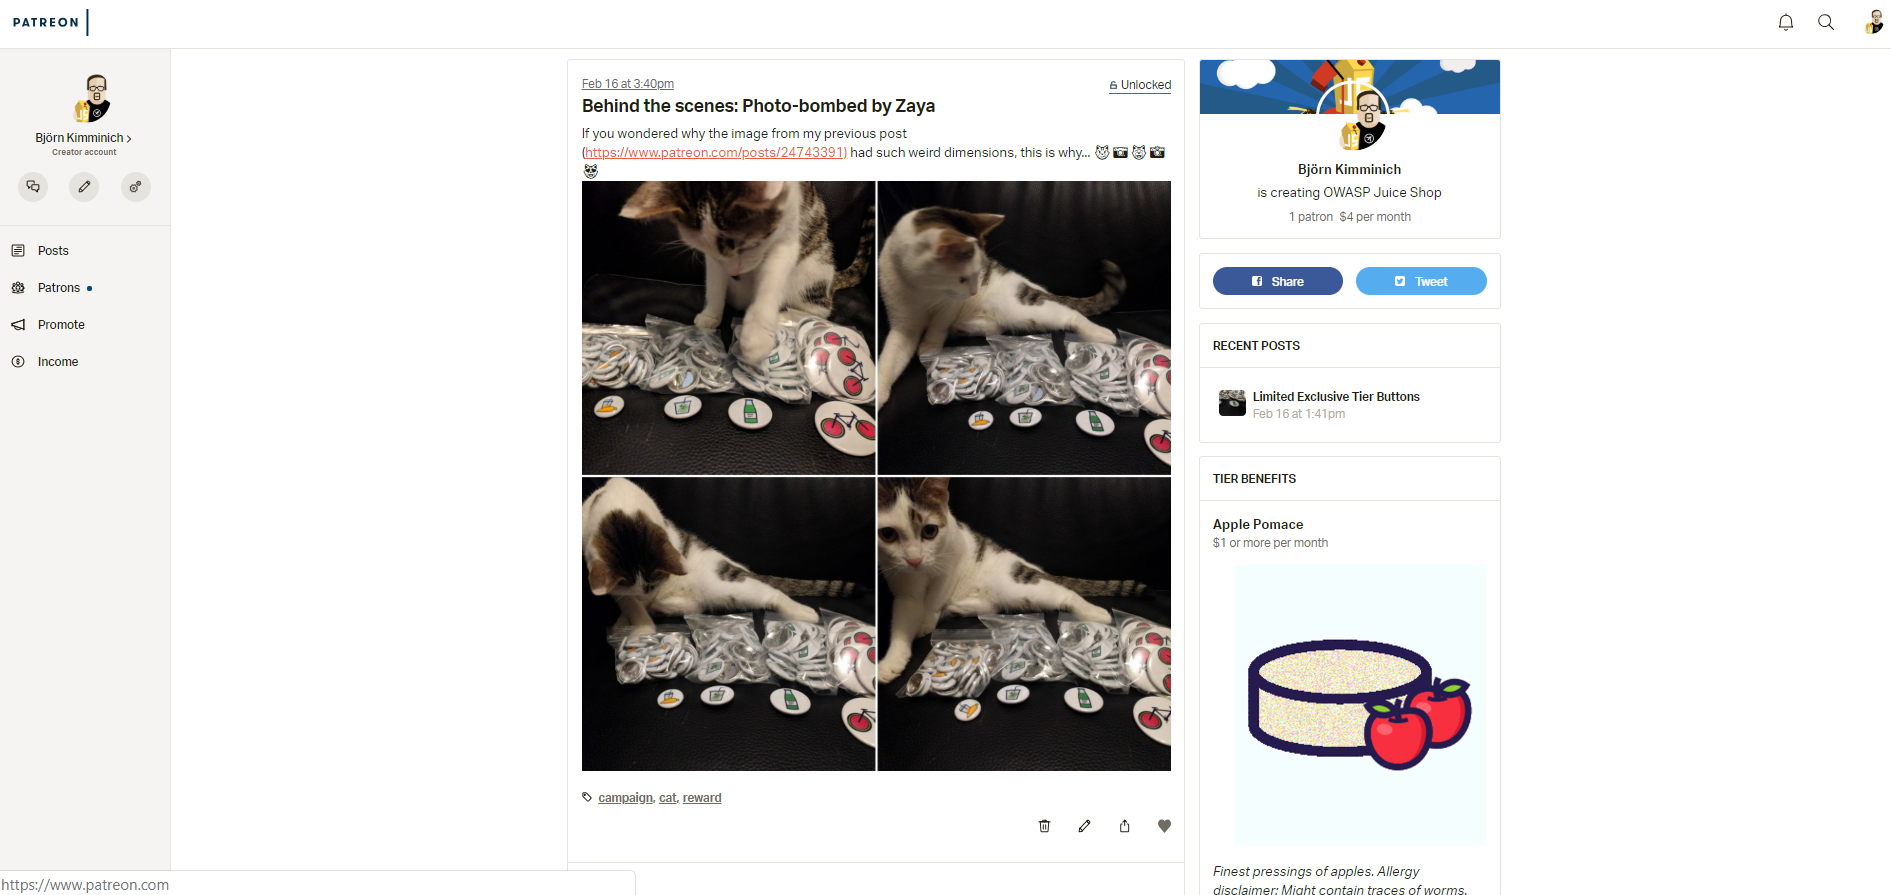 PATREON
Björn Kimminich
Creator account
Posts
Patrons
Promote
Income
Feb 16 at 3:40pm
Unlocked
Behind the scenes: Photo-bombed by Zaya
If you wondered why the image from my previous post
(https://www.patreon.com/posts/24743391) had such weird dimensions, this is why... 😼 📷 😼 📸
😻
campaign, cat, reward
Björn Kimminich
is creating OWASP Juice Shop
1 patron $4 per month
Share
Tweet
RECENT POSTS
Limited Exclusive Tier Buttons
Feb 16 at 1:41pm
TIER BENEFITS
Apple Pomace
$1 or more per month
Finest pressings of apples. Allergy
disclaimer: Might contain traces of worms.
https://www.patreon.com